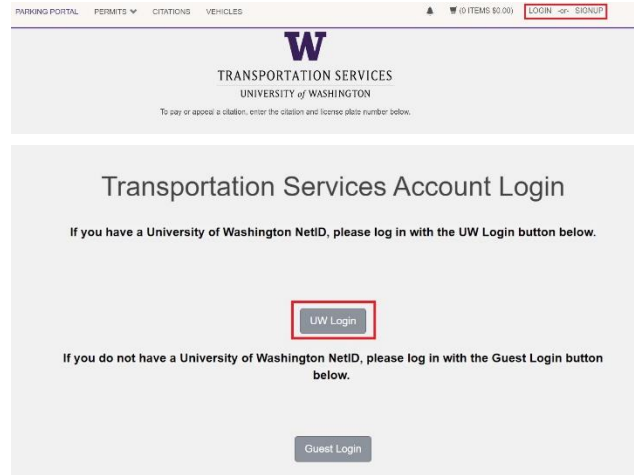 PARKING PORTAL PERMITS CITATIONS VEHICLES (0 ITEMS $0.00) LOGIN -or- SIGNUP
W
TRANSPORTATION SERVICES
UNIVERSITY of WASHINGTON
To pay or appeal a citation, enter the citation and license plate number below.
Transportation Services Account Login
If you have a University of Washington NetID, please log in with the UW Login button below.
UW Login
If you do not have a University of Washington NetID, please log in with the Guest Login button
below.
Guest Login